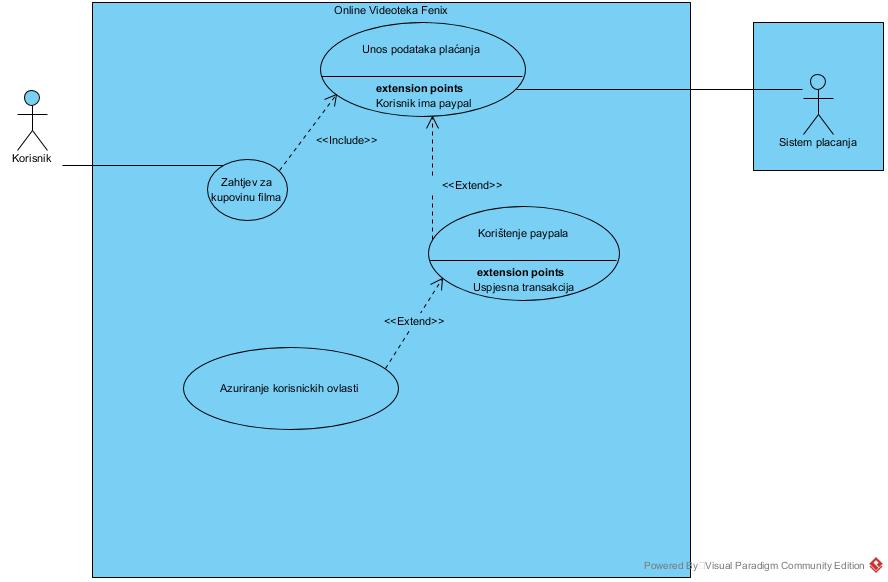 Online Videoteka Fenix
Unos podataka plaćanja
extension points
Korisnik ima paypal
Korisnik
<<Include>>
Sistem placanja
Zahtjev za
kupovinu filma
<<Extend>>
Korištenje paypala
extension points
Uspjesna transakcija
<<Extend>>
Azuriranje korisnickih ovlasti
Powered By Visual Paradigm Community Edition